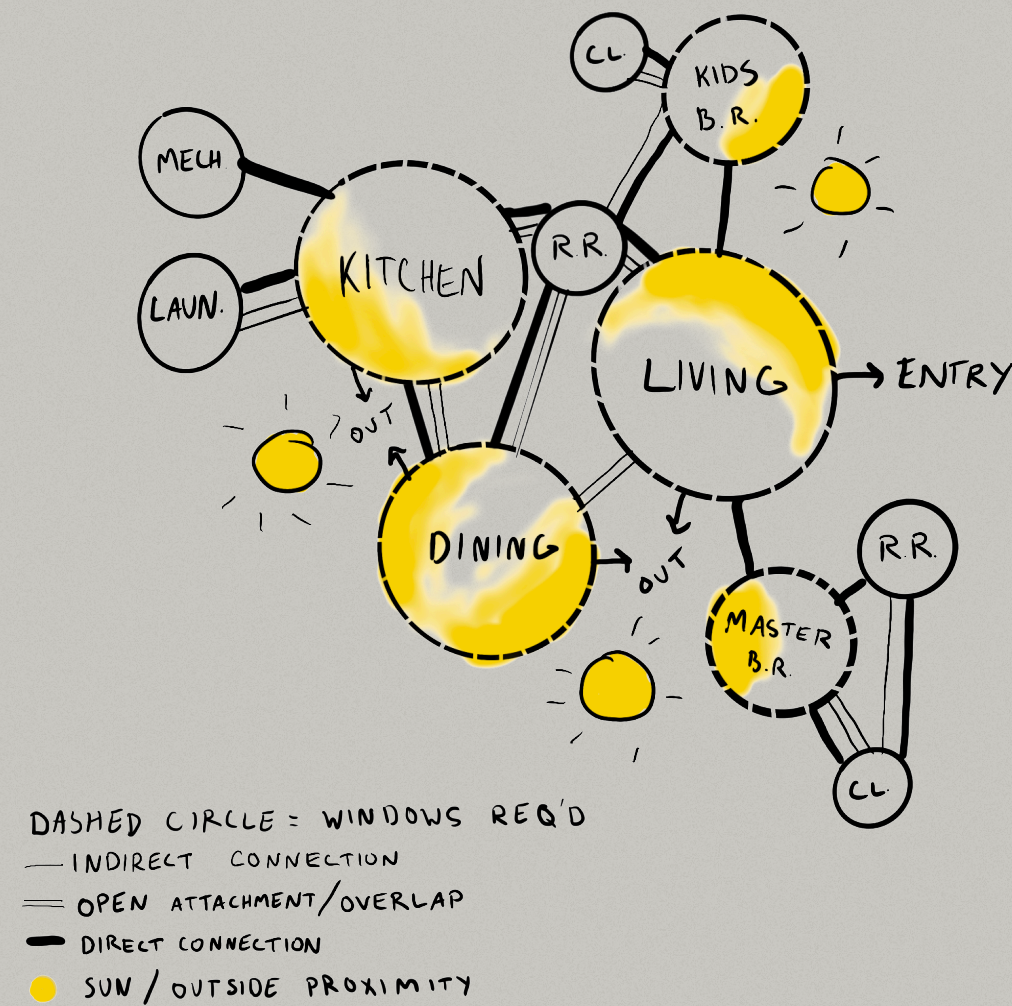 CL.
KIDS
B.R.
MECH.
KITCHEN
R.R.
LAUN.
LIVING
→ ENTRY
OUT
DINING
OUT
R.R.
MASTER
B.R.
CL.
DASHED CIRCLE = WINDOWS REQ'D
INDIRECT CONNECTION
OPEN ATTACHMENT/OVERLAP
DIRECT CONNECTION
SUN / OUTSIDE PROXIMITY